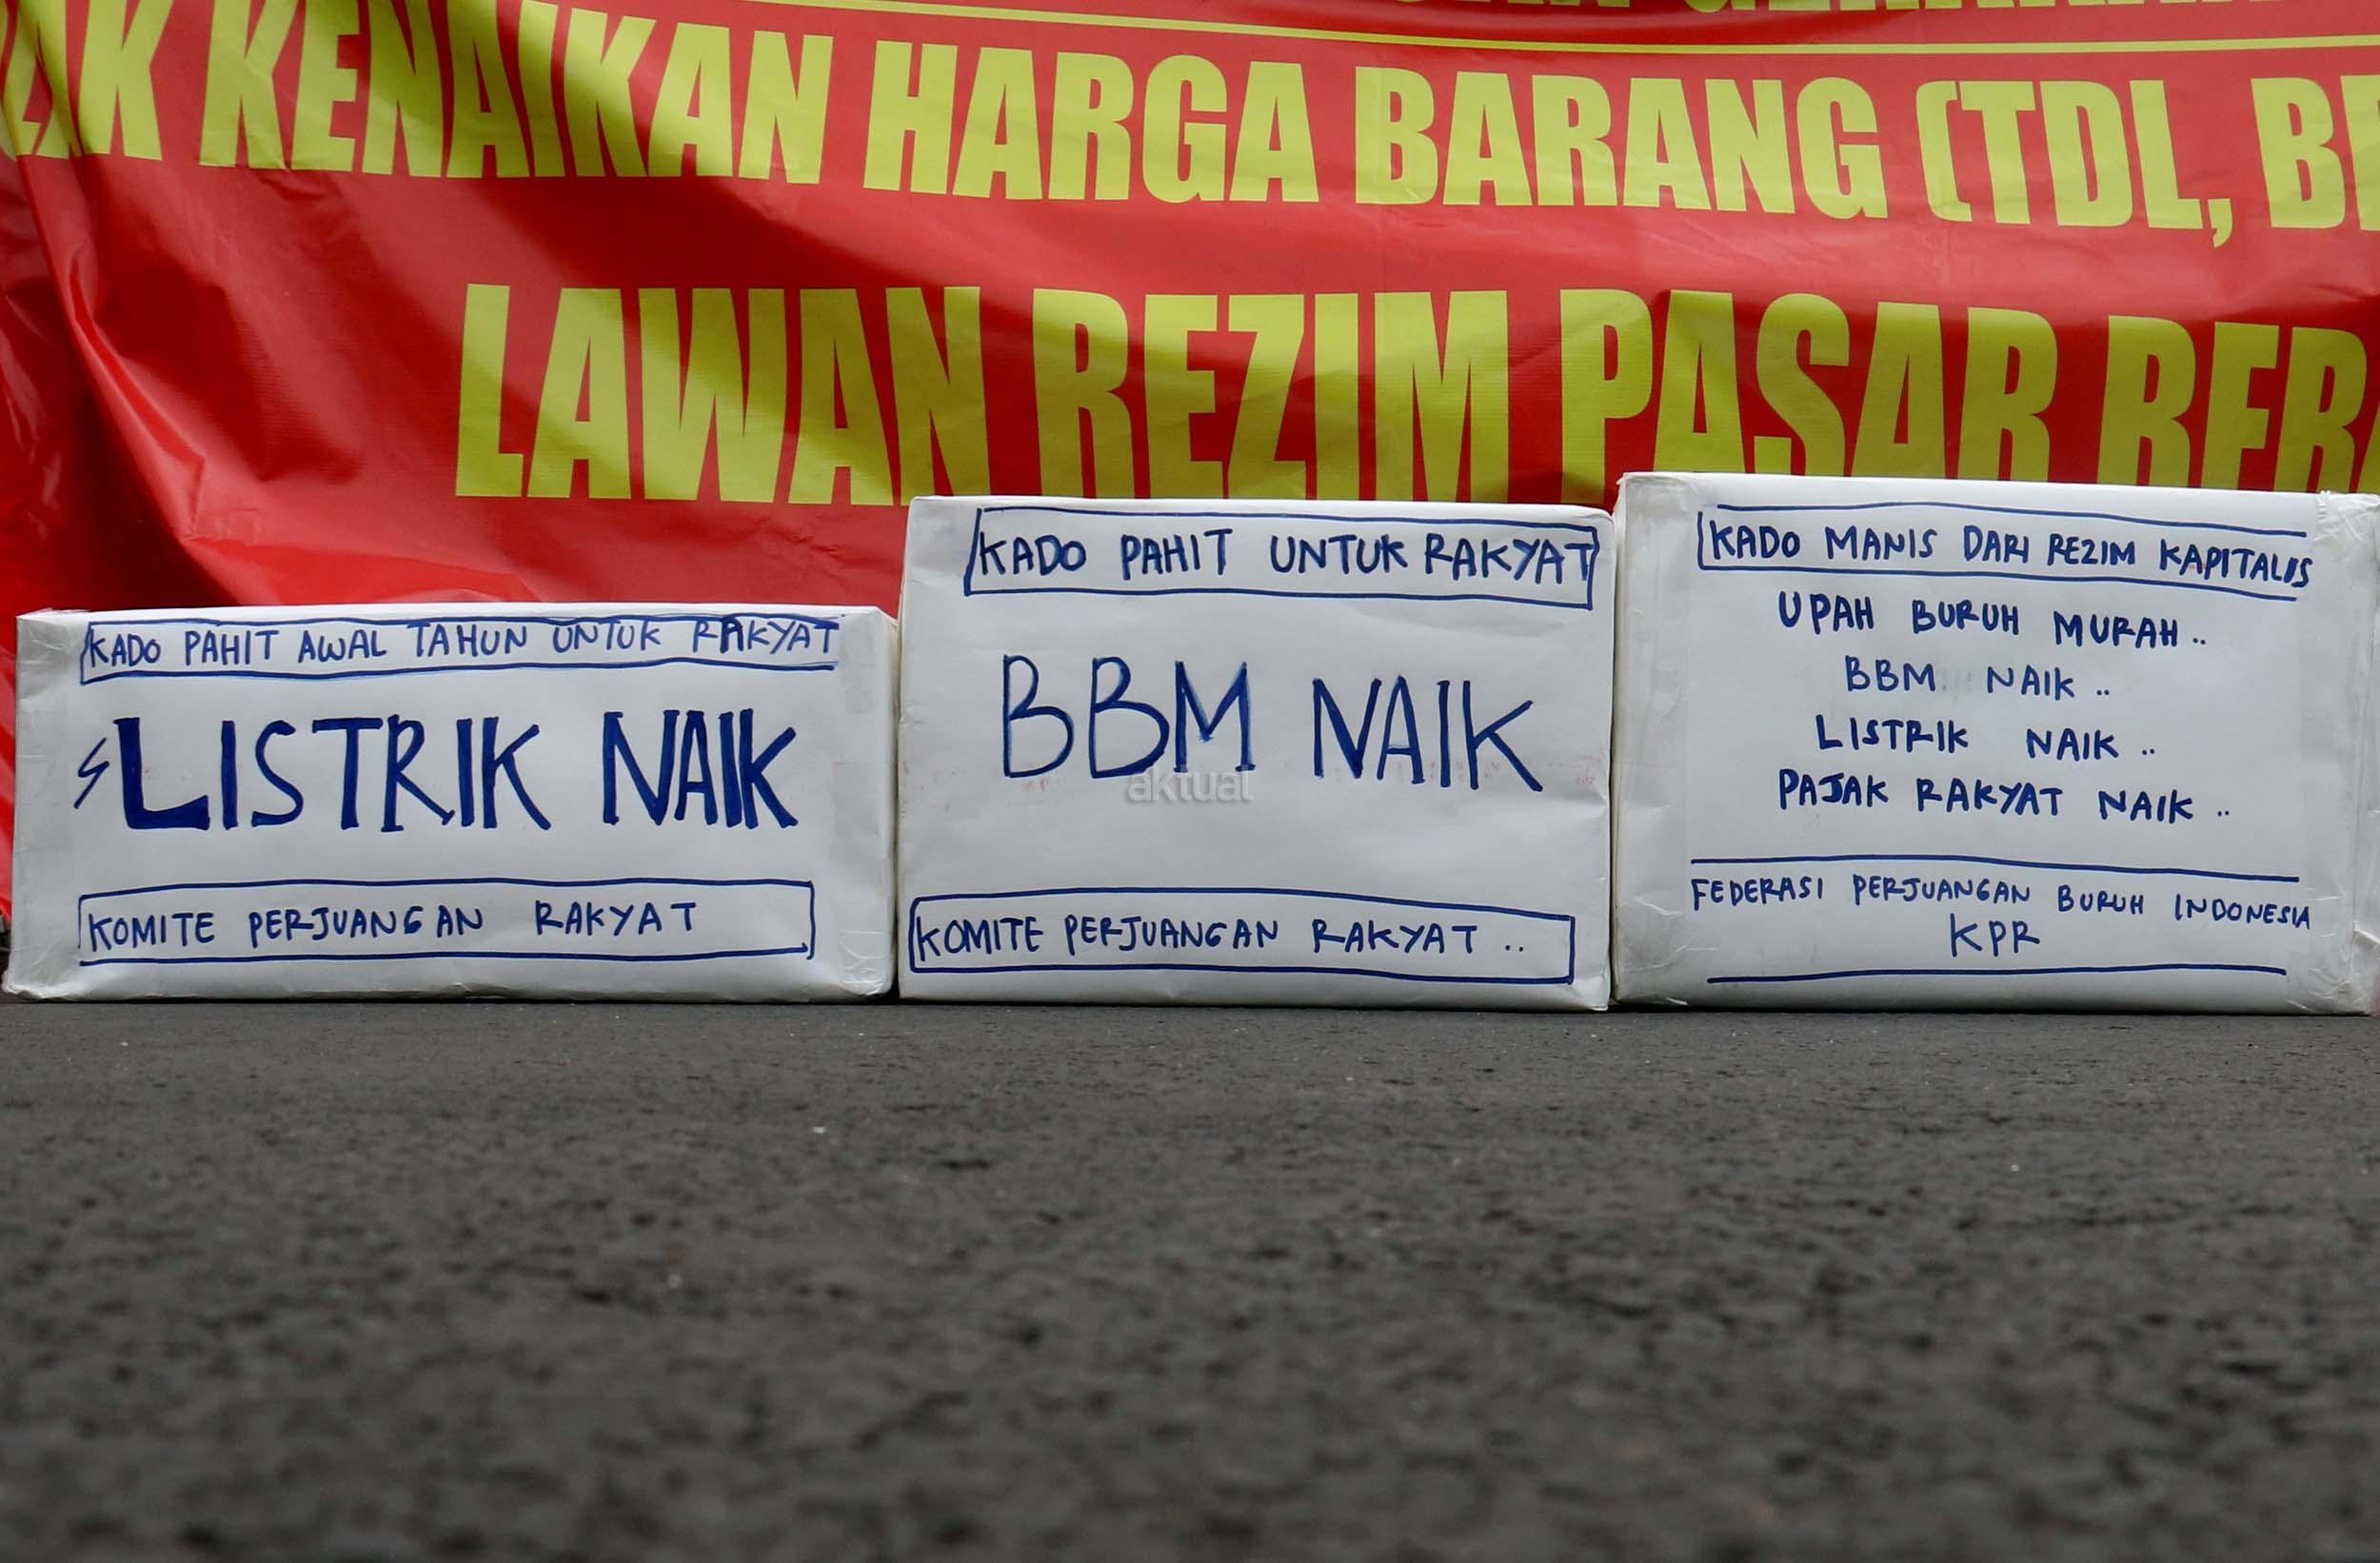 KENAIKAN HARGA BARANG (TDL,
LAWAN REZIM PASAR
KADO PAHIT AWAL TAHUN UNTUK RAKYAT
LISTRIK NAIK
KOMITE PERJUANGAN RAKYAT
KADO PAHIT UNTUK RAKYAT
BBM NAIK
aktual
KOMITE PERJUANGAN RAKYAT ..
KADO MANIS DARI REZIM KAPITALIS
UPAH BURUH MURAH ..
BBM NAIK ..
LISTRIK NAIK ..
PAJAK RAKYAT NAIK ..
FEDERASI PERJUANGAN BURUH INDONESIA
KPR